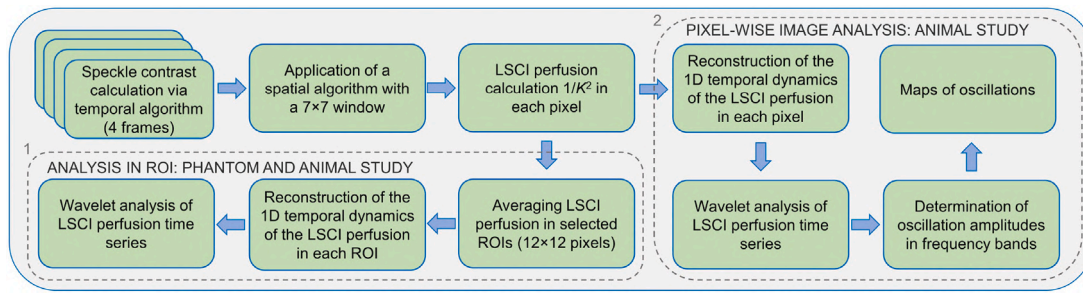 Speckle contrast
calculation via
temporal algorithm
(4 frames)
Application of a
spatial algorithm with
a 7×7 window
LSCI perfusion
calculation 1/K² in
each pixel
2
PIXEL-WISE IMAGE ANALYSIS: ANIMAL STUDY
Reconstruction of the
1D temporal dynamics
of the LSCI perfusion
in each pixel
Maps of oscillations
Wavelet analysis of
LSCI perfusion time
series
Determination of
oscillation amplitudes
in frequency bands
1
ANALYSIS IN ROI: PHANTOM AND ANIMAL STUDY
Wavelet analysis of
LSCI perfusion time
series
Reconstruction of the
1D temporal dynamics
of the LSCI perfusion
in each ROI
Averaging LSCI
perfusion in selected
ROIs (12×12 pixels)